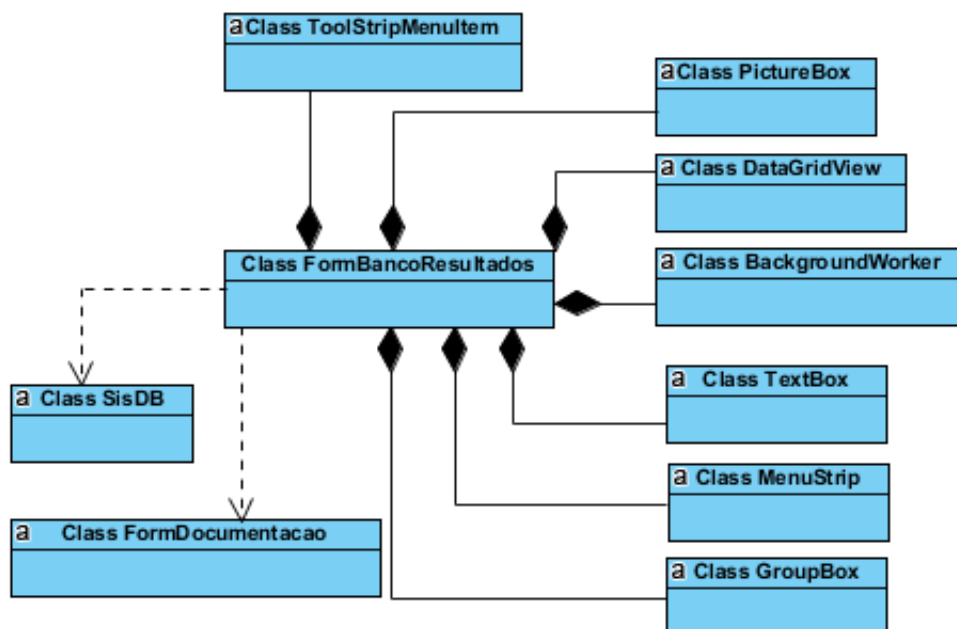 a Class ToolStripMenuItem
a Class PictureBox
a Class DataGridView
Class FormBancoResultados
a Class BackgroundWorker
a Class TextBox
a Class SisDB
a Class MenuStrip
a Class FormDocumentacao
a Class GroupBox